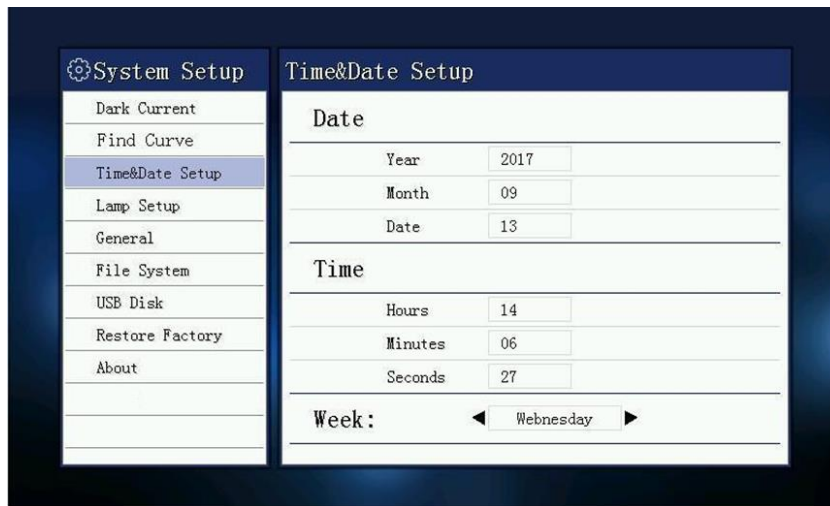 System Setup
Dark Current
Find Curve
Time&Date Setup
Lamp Setup
General
File System
USB Disk
Restore Factory
About
Time&Date Setup
Date
Year 2017
Month 09
Date 13
Time
Hours 14
Minutes 06
Seconds 27
Week: Webnesday